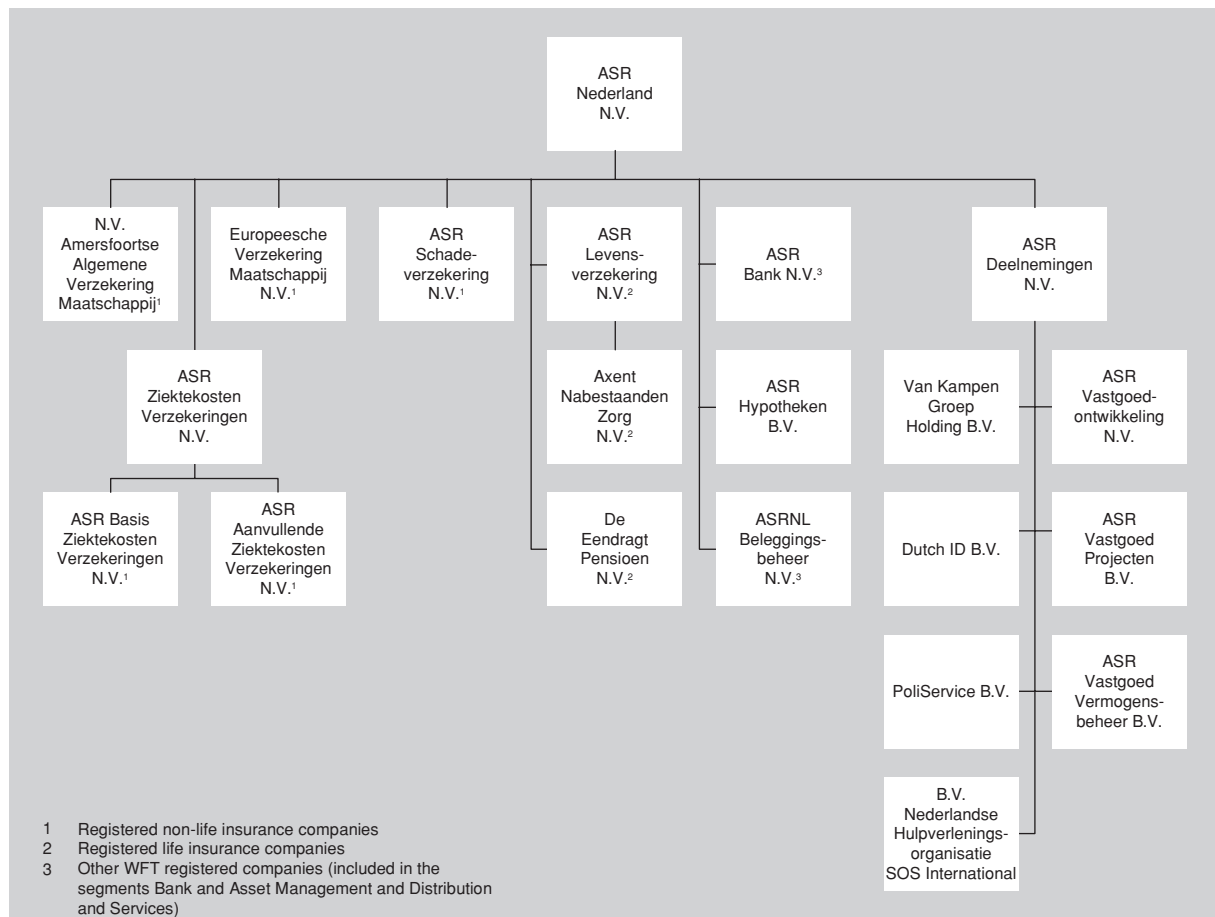 ASR
Nederland
N.V.
N.V.
Amersfoortse
Algemene
Verzekering
Maatschappij¹
Europeesche
Verzekering
Maatschappij
N.V.¹
ASR
Schade-
verzekering
N.V.¹
ASR
Levens-
verzekering
N.V.²
ASR
Bank N.V.³
ASR
Deelnemingen
N.V.
ASR
Ziektekosten
Verzekeringen
N.V.
Axent
Nabestaanden
Zorg
N.V.²
ASR
Hypotheken
B.V.
Van Kampen
Groep
Holding B.V.
ASR
Vastgoed-
ontwikkeling
N.V.
ASR Basis
Ziektekosten
Verzekeringen
N.V.¹
ASR
Aanvullende
Ziektekosten
Verzekeringen
N.V.¹
De
Eendragt
Pensioen
N.V.²
ASRNL
Beleggings-
beheer
N.V.³
Dutch ID B.V.
ASR
Vastgoed
Projecten
B.V.
PoliService B.V.
ASR
Vastgoed
Vermogens-
beheer B.V.
B.V.
Nederlandse
Hulpverlenings-
organisatie
SOS International
1 Registered non-life insurance companies
2 Registered life insurance companies
3 Other WFT registered companies (included in the
segments Bank and Asset Management and Distribution
and Services)